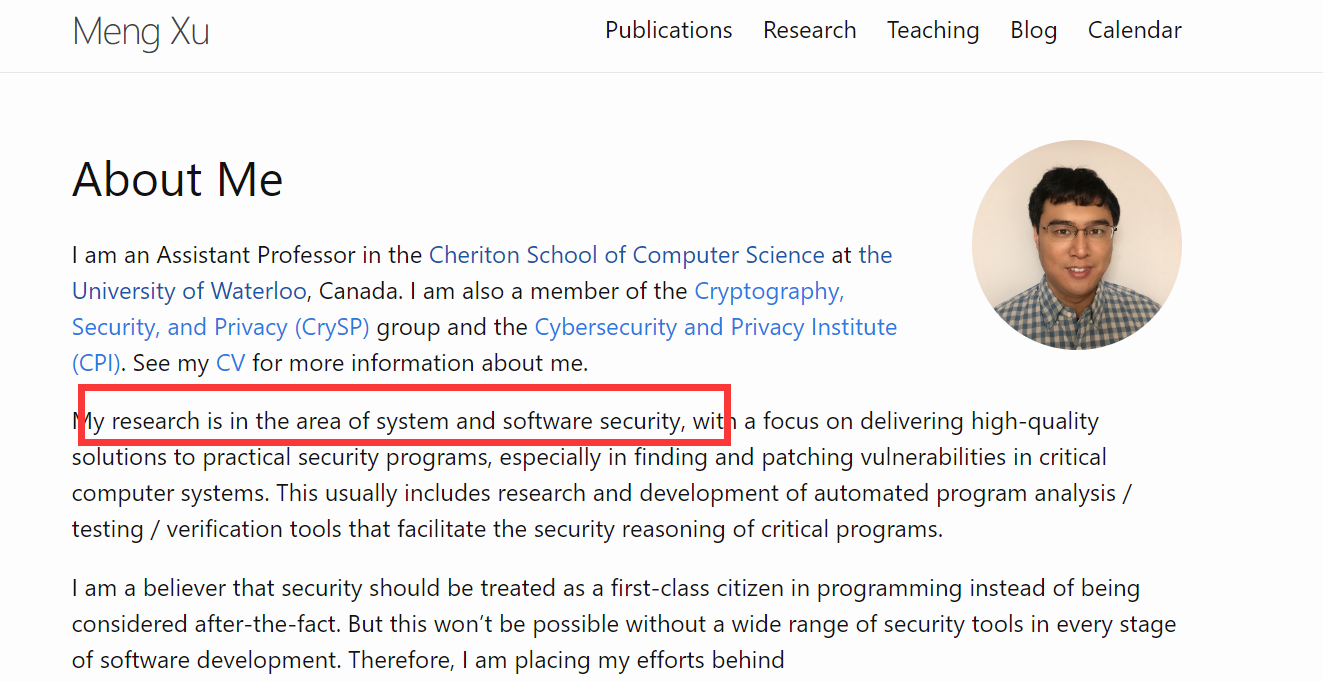 Meng Xu
Publications Research Teaching Blog Calendar
About Me
I am an Assistant Professor in the Cheriton School of Computer Science at the
University of Waterloo, Canada. I am also a member of the Cryptography,
Security, and Privacy (CrySP) group and the Cybersecurity and Privacy Institute
(CPI). See my CV for more information about me.
My research is in the area of system and software security, with a focus on delivering high-quality
solutions to practical security programs, especially in finding and patching vulnerabilities in critical
computer systems. This usually includes research and development of automated program analysis /
testing / verification tools that facilitate the security reasoning of critical programs.
I am a believer that security should be treated as a first-class citizen in programming instead of being
considered after-the-fact. But this won’t be possible without a wide range of security tools in every stage
of software development. Therefore, I am placing my efforts behind